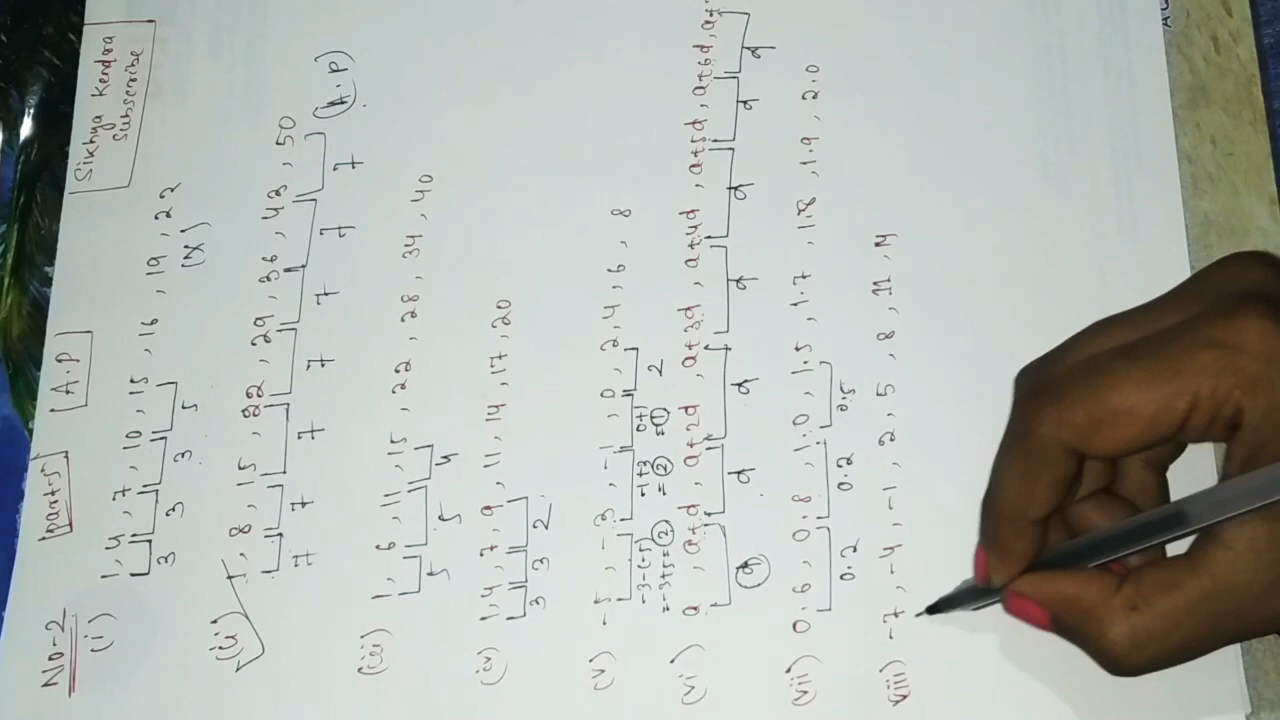 No-2 [part-5] [A.P] Sikhya Kendra
Subscribe
(i) 1, 4, 7, 10, 15, 16, 19, 22
3 3 3 5 (X)
(ii) 1, 8, 15, 22, 29, 36, 43, 50
7 7 7 7 7 7 7 (A.P)
(iii) 1, 6, 11, 15, 22, 28, 34, 40
5 5 4
(iv) 1, 4, 7, 9, 11, 14, 17, 20
3 3 2
(v) -5, -3, -1, 0, 2, 4, 6, 8
-3-(-5) -1+3 0+1 2
=-3+5=2 =2 =1
(vi) a, a+d, a+2d, a+3d, a+4d, a+5d, a+6d, a+
d d d d d d d
(vii) 0.6, 0.8, 1.0, 1.5, 1.7, 1.8, 1.9, 2.0
0.2 0.2 0.5
viii) -7, -4, -1, 2, 5, 8, 11, 14